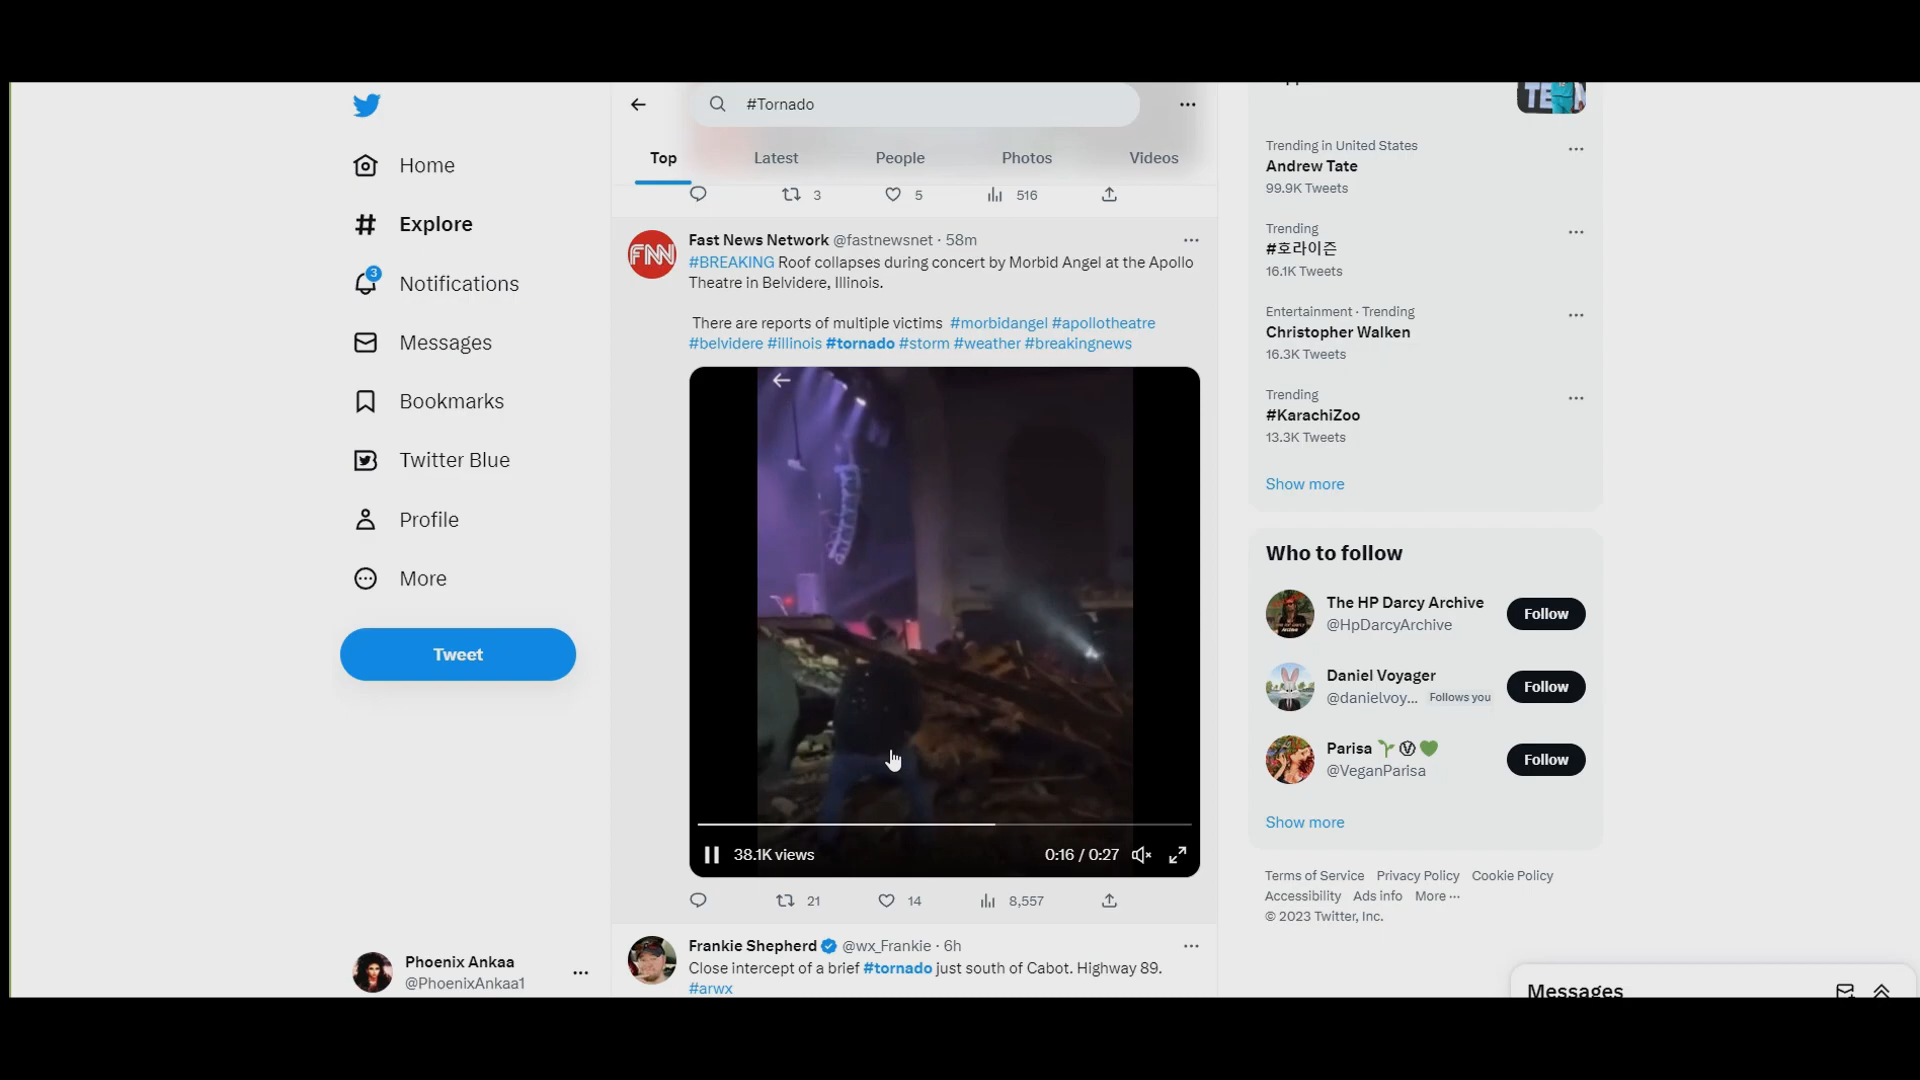 Home
Explore
3
Notifications
Messages
Bookmarks
Twitter Blue
Profile
More
Tweet
Phoenix Ankaa
@PhoenixAnkaa1
#Tornado
Top Latest People Photos Videos
3 5 516
FNN
Fast News Network @fastnewsnet · 58m
#BREAKING Roof collapses during concert by Morbid Angel at the Apollo
Theatre in Belvidere, Illinois.
There are reports of multiple victims #morbidangel #apollotheatre
#belvidere #illinois #tornado #storm #weather #breakingnews
38.1K views 0:16 / 0:27
21 14 8,557
Frankie Shepherd @wx_Frankie · 6h
Close intercept of a brief #tornado just south of Cabot. Highway 89.
#arwx
Trending in United States
Andrew Tate
99.9K Tweets
Trending
#호라이즌
16.1K Tweets
Entertainment · Trending
Christopher Walken
16.3K Tweets
Trending
#KarachiZoo
13.3K Tweets
Show more
Who to follow
The HP Darcy Archive
@HpDarcyArchive
Follow
Daniel Voyager
@danielvoy... Follows you
Follow
Parisa
@VeganParisa
Follow
Show more
Terms of Service Privacy Policy Cookie Policy
Accessibility Ads info More ···
© 2023 Twitter, Inc.
Messages